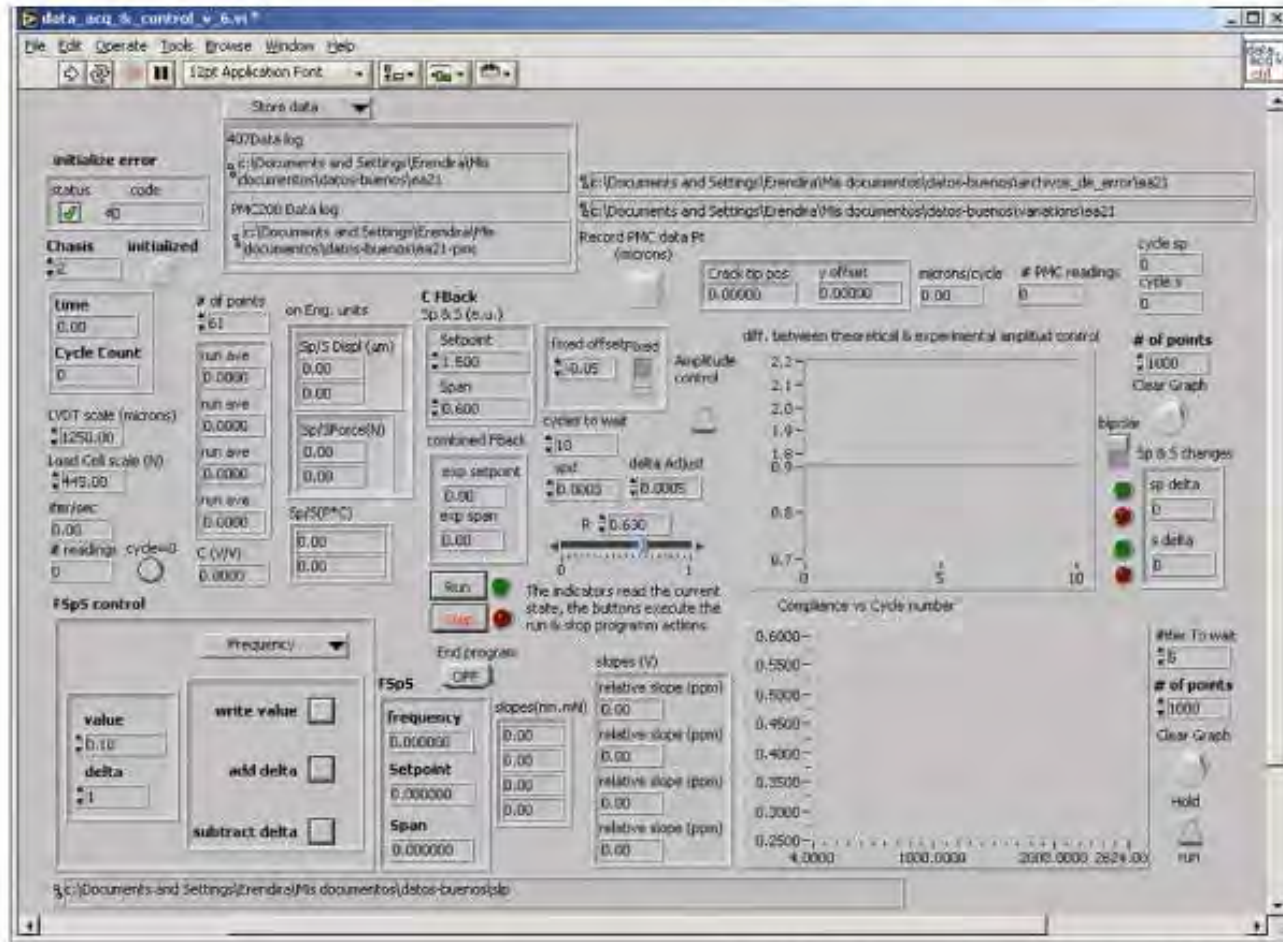 data_acq_&_control_v_6.vi *
File Edit Operate Tools Browse Window Help
12pt Application Font
data
acq &
ctrl
Store data
407Data log
c:\Documents and Settings\Erendira\Mis
documentos\datos-buenos\ea21
PMC200 Data log
c:\Documents and Settings\Erendira\Mis
documentos\datos-buenos\ea21-pmc
initialize error
status code
40
Chasis initialized
2
c:\Documents and Settings\Erendira\Mis documentos\datos-buenos\archivos_de_error\ea21
c:\Documents and Settings\Erendira\Mis documentos\datos-buenos\variations\ea21
Record PMC data Pt
(microns)
Crack tip pos y offset
0.00000 0.00000
microns/cycle
0.00
# PMC readings
0
cycle sp
0
cycle s
0
time
0.00
Cycle Count
0
LVDT scale (microns)
1250.00
Load Cell scale (N)
445.00
iter/sec
0.00
# readings cycle=0
0
# of points
61
run ave
0.0000
run ave
0.0000
run ave
0.0000
run ave
0.0000
C (V/V)
0.0000
on Eng. units
Sp/S Displ (um)
0.00
0.00
Sp/SForce(N)
0.00
0.00
Sp/S(P*C)
0.00
0.00
C FBack
Sp & S (e.u.)
Setpoint
1.600
Span
0.600
combined FBack
exp setpoint
0.00
exp span
0.00
fixed offset fixed
-0.05
Amplitude
control
cycles to wait
10
spd delta Adjust
0.0005 0.0005
R 0.630
0 1
Run
Stop
The indicators read the current
state, the buttons execute the
run & stop programm actions
End program
OFF
diff. between theoretical & experimental amplitud control
2.2
2.1
2.0
1.9
1.8
0.9
0.8
0.7
0 5 10
# of points
1000
Clear Graph
bipolar
Sp & S changes
sp delta
0
s delta
0
FSpS control
Frequency
value
0.10
delta
1
write value
add delta
subtract delta
FSpS
frequency
0.000000
Setpoint
0.000000
Span
0.000000
slopes(nm,mN)
0.00
0.00
0.00
0.00
slopes (V)
relative slope (ppm)
0.00
relative slope (ppm)
0.00
relative slope (ppm)
0.00
relative slope (ppm)
0.00
Compliance vs Cycle number
0.6000
0.5500
0.5000
0.4500
0.4000
0.3500
0.3000
0.2500
4.0000 1000.0000 2000.0000 2624.00
#iter To wait
5
# of points
1000
Clear Graph
Hold
run
c:\Documents and Settings\Erendira\Mis documentos\datos-buenos\slp